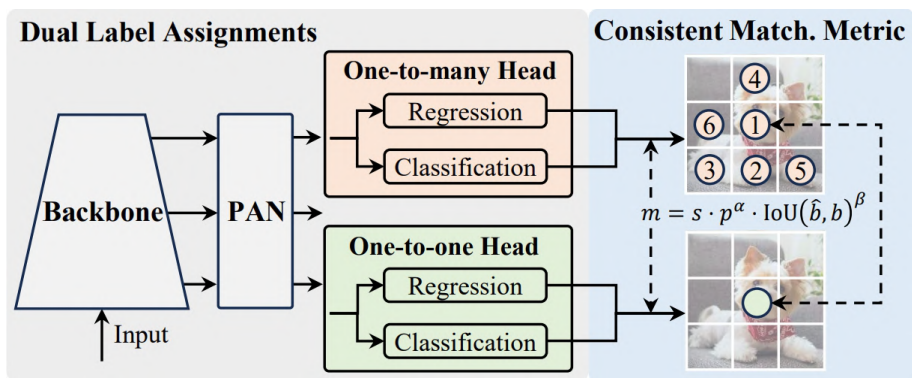 Dual Label Assignments
Consistent Match. Metric
One-to-many Head
Regression
Classification
Backbone
PAN
One-to-one Head
Regression
Classification
Input
4
6 1
3 2 5
m = s · p^α · IoU(b̂, b)^β